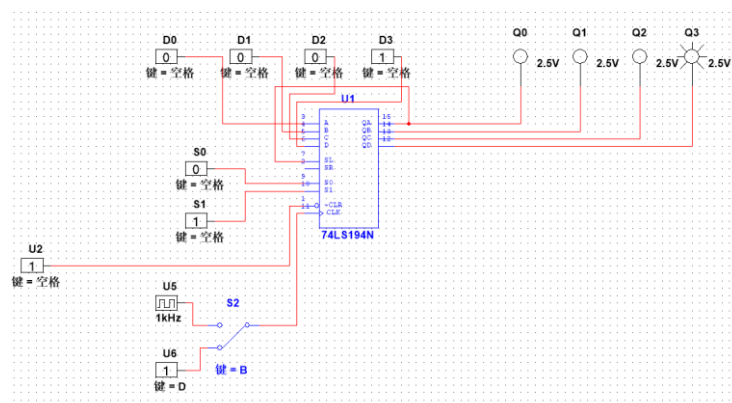 D0 D1 D2 D3 Q0 Q1 Q2 Q3
0 0 0 1 2.5V 2.5V 2.5V 2.5V
键 = 空格 键 = 空格 键 = 空格 键 = 空格
U1
3 4 5 6 A B C D QA QB QC QD 15 14 13 12
7 2 SL SR
S0
0
键 = 空格
9 10 S0 S1
S1
1
键 = 空格
1 11 ~CLR CLK
74LS194N
U2
1
键 = 空格
U5
1kHz
S2
键 = B
U6
1
键 = D